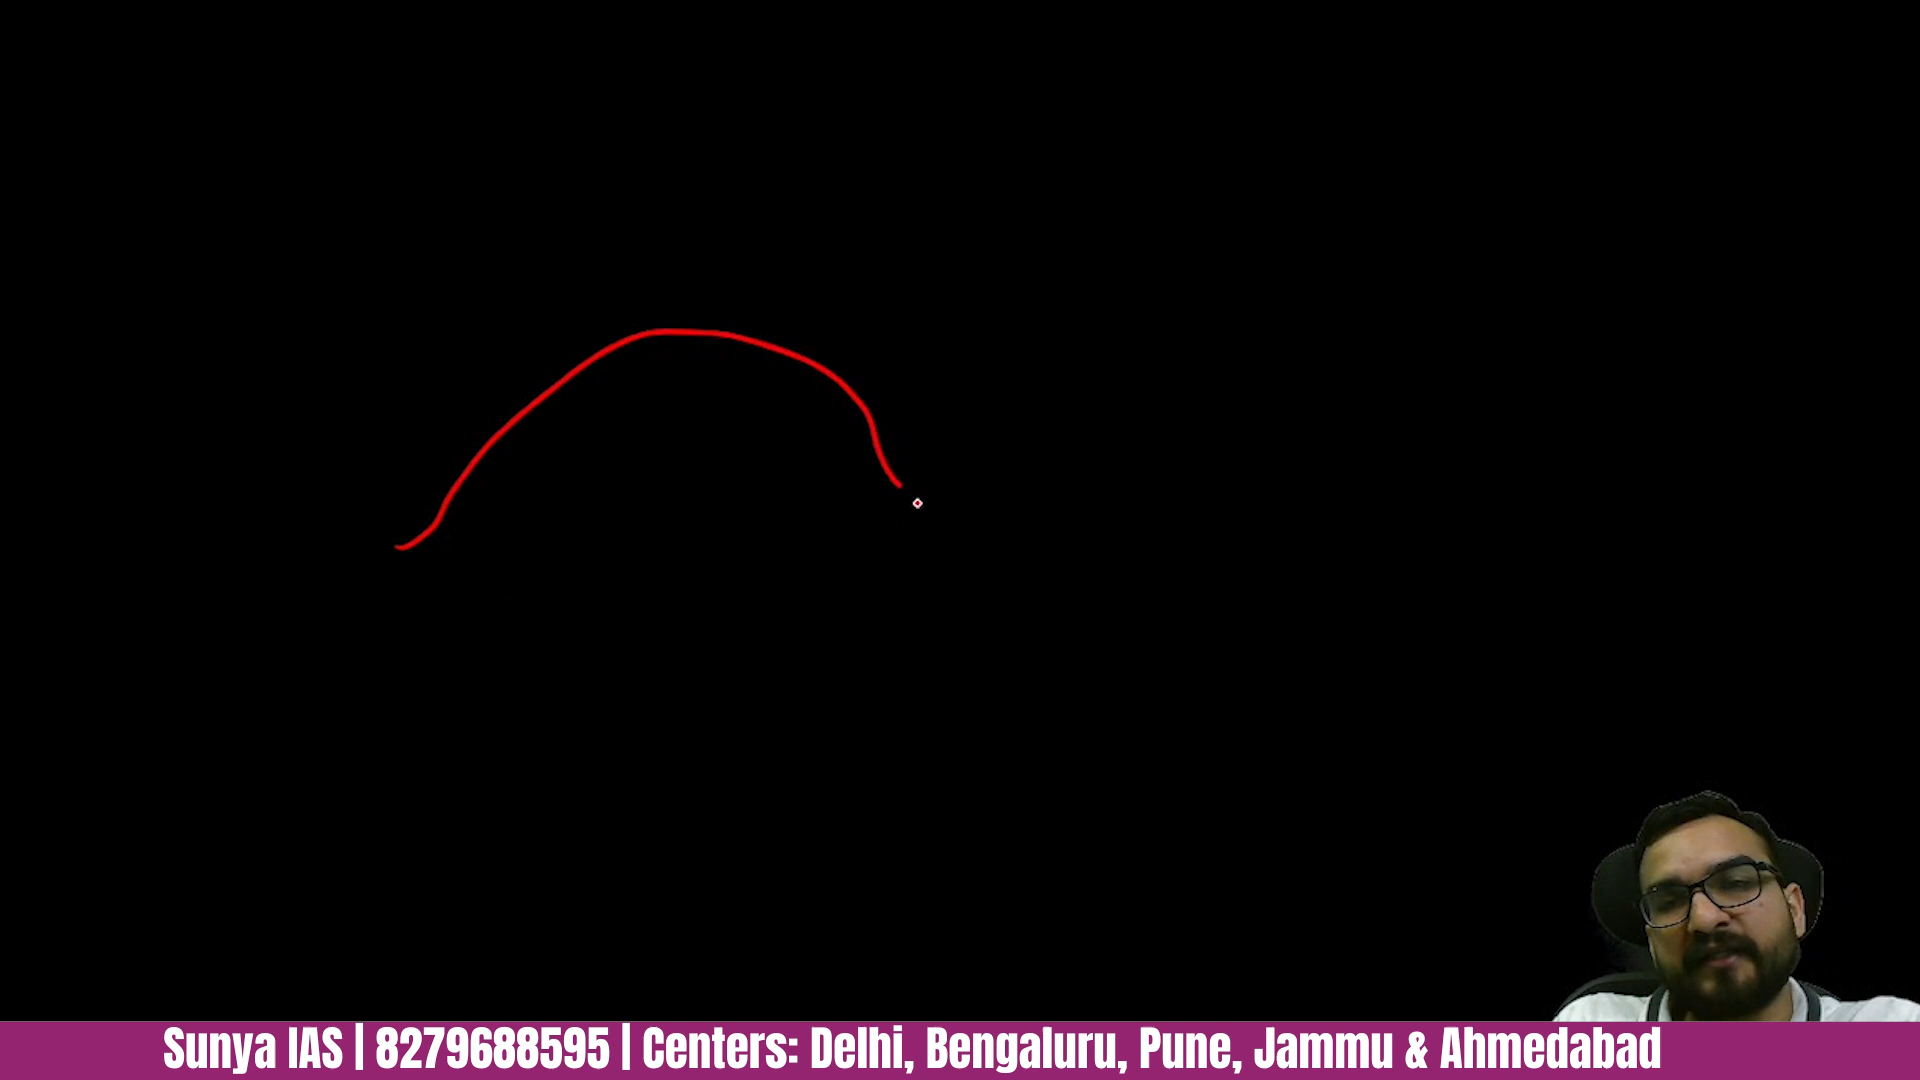 Sunya IAS | 8279688595 | Centers: Delhi, Bengaluru, Pune, Jammu & Ahmedabad